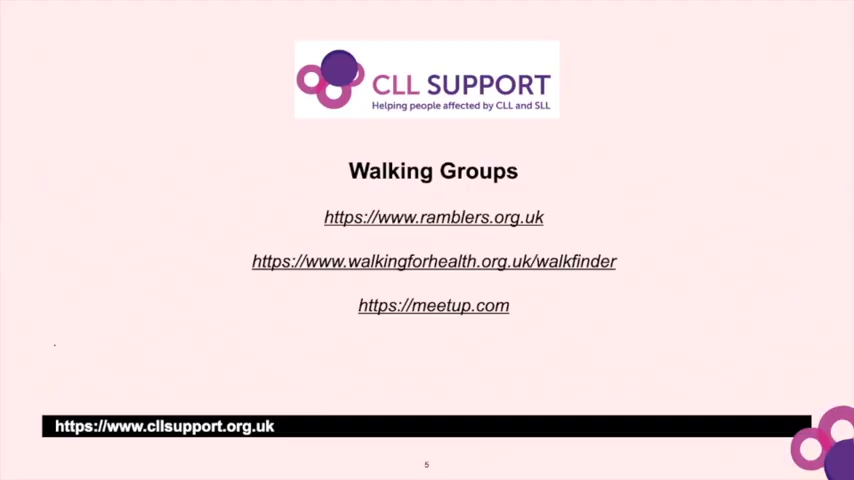 CLL SUPPORT
Helping people affected by CLL and SLL
Walking Groups
https://www.ramblers.org.uk
https://www.walkingforhealth.org.uk/walkfinder
https://meetup.com
.
https://www.cllsupport.org.uk
5